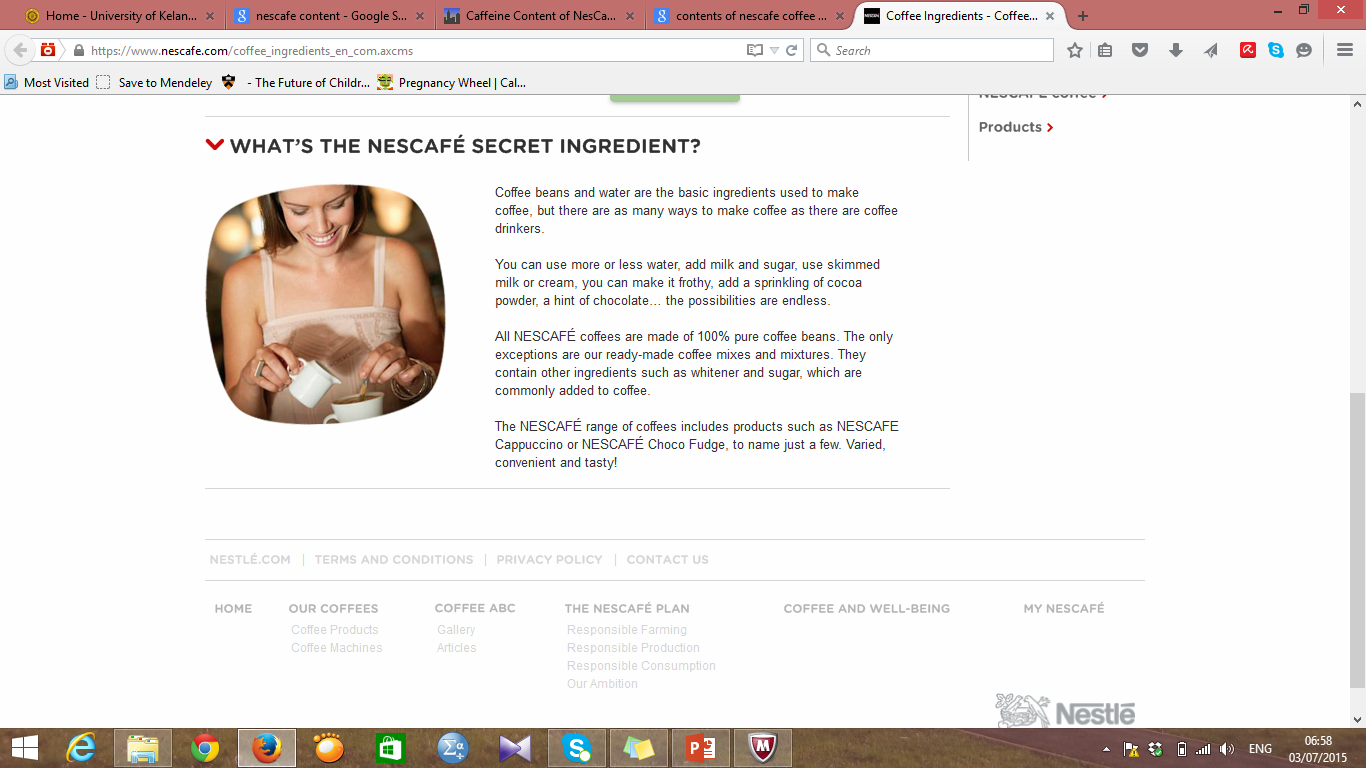 Home - University of Kelan...
nescafe content - Google S...
Caffeine Content of NesCa...
contents of nescafe coffee ...
NESCAFÉ
Coffee Ingredients - Coffee...
https://www.nescafe.com/coffee_ingredients_en_com.axcms
Search
Most Visited
Save to Mendeley
- The Future of Childr...
Pregnancy Wheel | Cal...
NESCAFÉ coffee
Products
WHAT'S THE NESCAFÉ SECRET INGREDIENT?
Coffee beans and water are the basic ingredients used to make
coffee, but there are as many ways to make coffee as there are coffee
drinkers.
You can use more or less water, add milk and sugar, use skimmed
milk or cream, you can make it frothy, add a sprinkling of cocoa
powder, a hint of chocolate... the possibilities are endless.
All NESCAFÉ coffees are made of 100% pure coffee beans. The only
exceptions are our ready-made coffee mixes and mixtures. They
contain other ingredients such as whitener and sugar, which are
commonly added to coffee.
The NESCAFÉ range of coffees includes products such as NESCAFE
Cappuccino or NESCAFÉ Choco Fudge, to name just a few. Varied,
convenient and tasty!
NESTLÉ.COM | TERMS AND CONDITIONS | PRIVACY POLICY | CONTACT US
HOME
OUR COFFEES
Coffee Products
Coffee Machines
COFFEE ABC
Gallery
Articles
THE NESCAFÉ PLAN
Responsible Farming
Responsible Production
Responsible Consumption
Our Ambition
COFFEE AND WELL-BEING
MY NESCAFÉ
Nestlé
ENG
06:58
03/07/2015